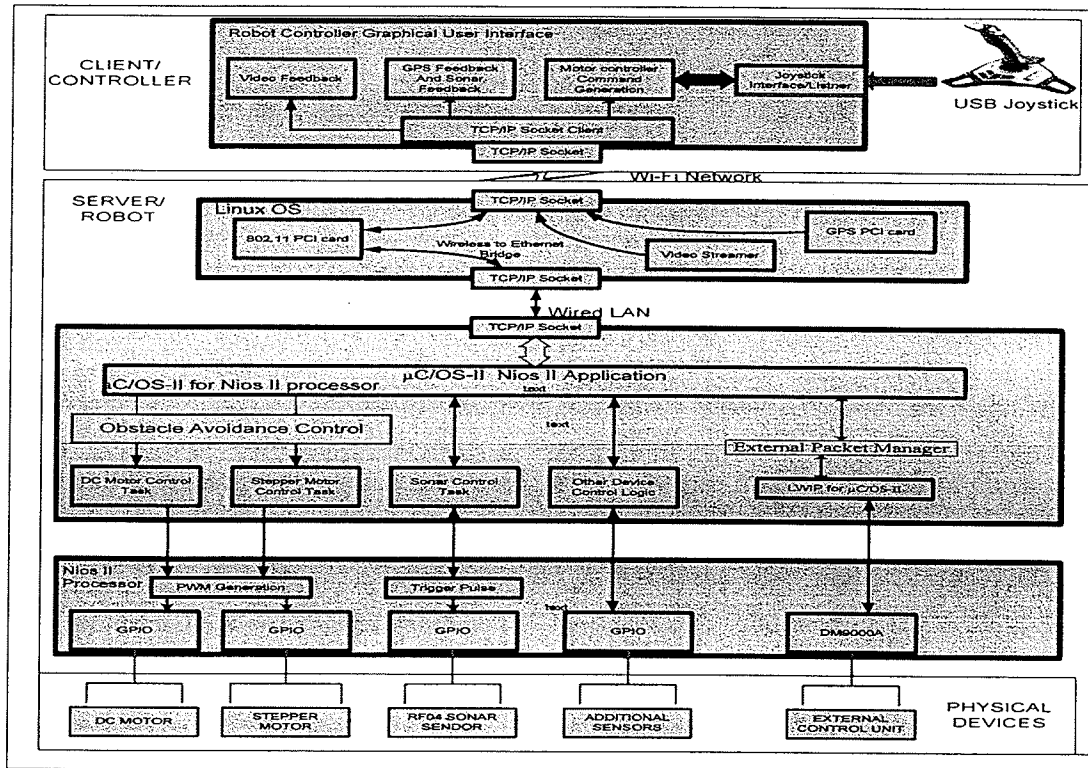 Robot Controller Graphical User Interface
CLIENT/
CONTROLLER
Video Feedback
GPS Feedback
And Sonar
Feedback
Motor controller
Command
Generation
Joystick
Interface/Listner
USB Joystick
TCP/IP Socket Client
TCP/IP Socket
Wi-Fi Network
SERVER/
ROBOT
TCP/IP Socket
Linux OS
802.11 PCI card
GPS PCI card
Wireless to Ethernet
Bridge
Video Streamer
TCP/IP Socket
Wired LAN
TCP/IP Socket
µC/OS-II Nios II Application
µC/OS-II for Nios II processor
text
Obstacle Avoidance Control
text
External Packet Manager
DC Motor Control
Task
Stepper Motor
Control Task
Sonar Control
Task
Other Device
Control Logic
LWIP for µC/OS-II
Nios II
Processor
PWM Generation
Trigger Pulse
text
GPIO
GPIO
GPIO
GPIO
DM9000A
DC MOTOR
STEPPER
MOTOR
RF04 SONAR
SENDOR
ADDITIONAL
SENSORS
EXTERNAL
CONTROL UNIT
PHYSICAL
DEVICES